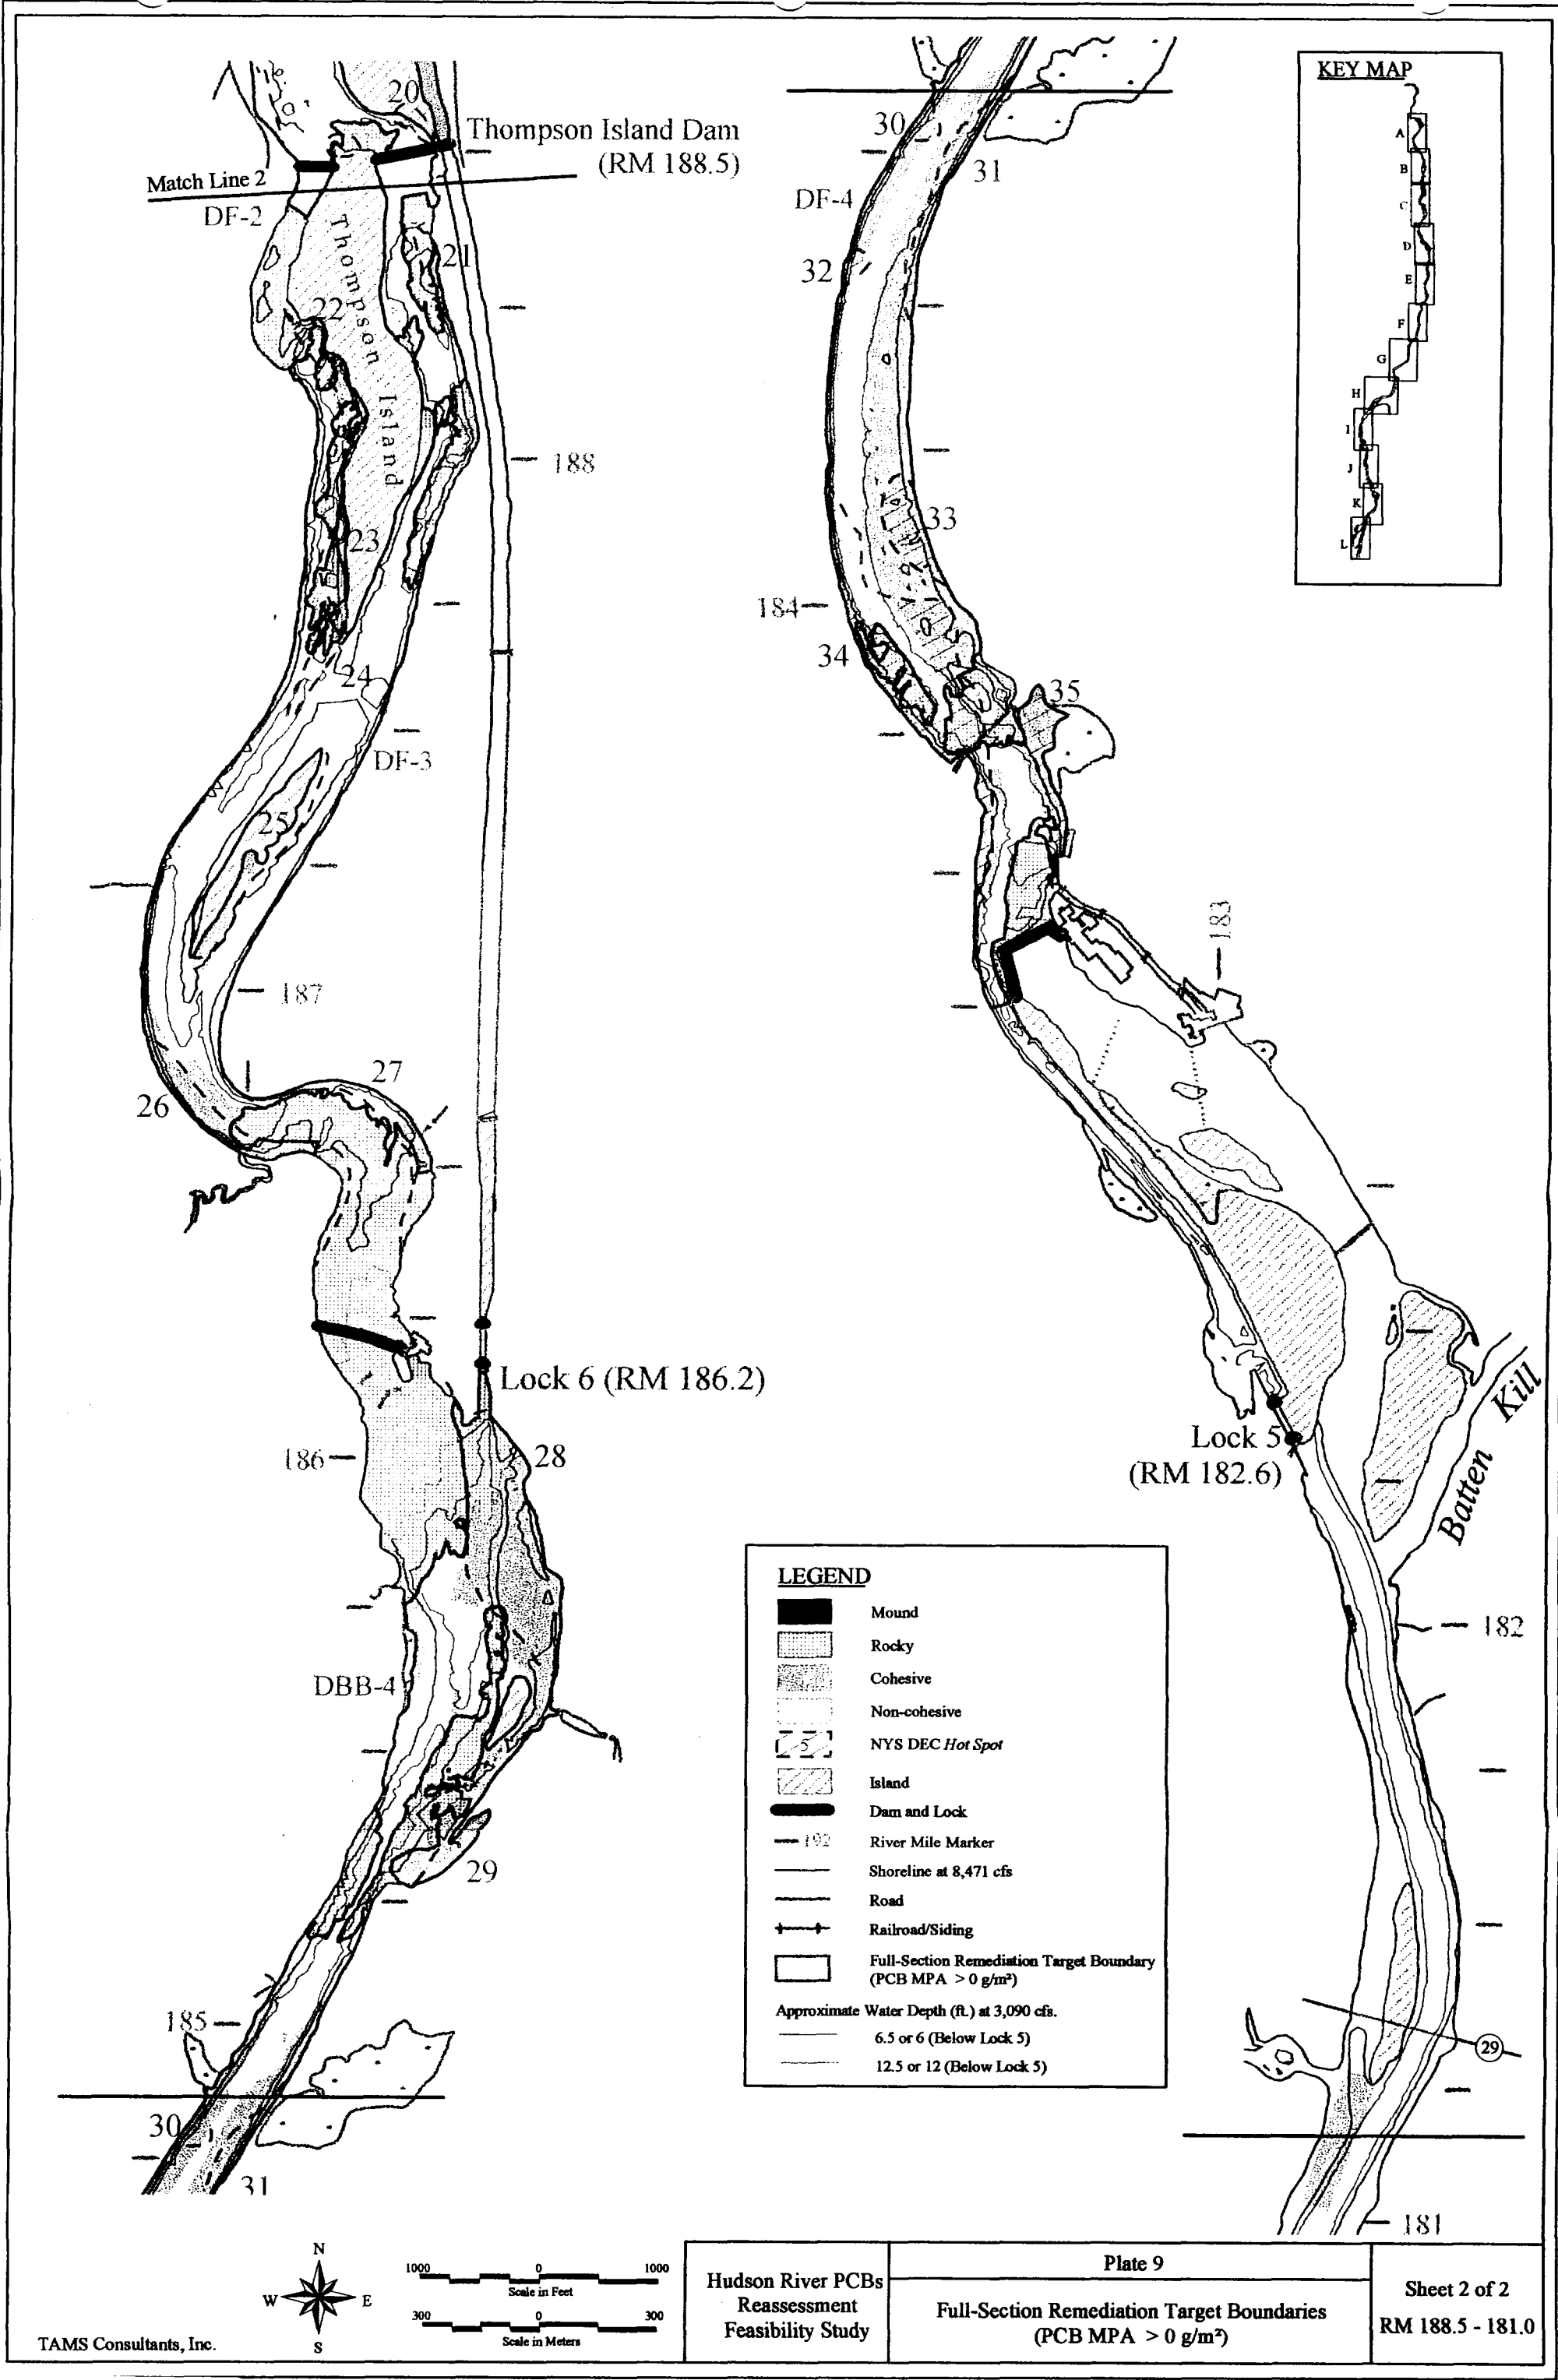 20
Thompson Island Dam
(RM 188.5)
Match Line 2
DF-2
Thompson Island
21
22
188
23
24
DF-3
25
187
26
27
Lock 6 (RM 186.2)
186
28
DBB-4
29
185
30
31
30
31
DF-4
32
33
184
34
35
183
Lock 5
(RM 182.6)
Batten Kill
182
29
181
KEY MAP
A
B
C
D
E
F
G
H
I
J
K
L
LEGEND
Mound
Rocky
Cohesive
Non-cohesive
5 NYS DEC Hot Spot
Island
Dam and Lock
192 River Mile Marker
Shoreline at 8,471 cfs
Road
Railroad/Siding
Full-Section Remediation Target Boundary
(PCB MPA > 0 g/m²)
Approximate Water Depth (ft.) at 3,090 cfs.
6.5 or 6 (Below Lock 5)
12.5 or 12 (Below Lock 5)
N
W E
S
1000 0 1000
Scale in Feet
300 0 300
Scale in Meters
TAMS Consultants, Inc.
Hudson River PCBs
Reassessment
Feasibility Study
Plate 9
Full-Section Remediation Target Boundaries
(PCB MPA > 0 g/m²)
Sheet 2 of 2
RM 188.5 - 181.0